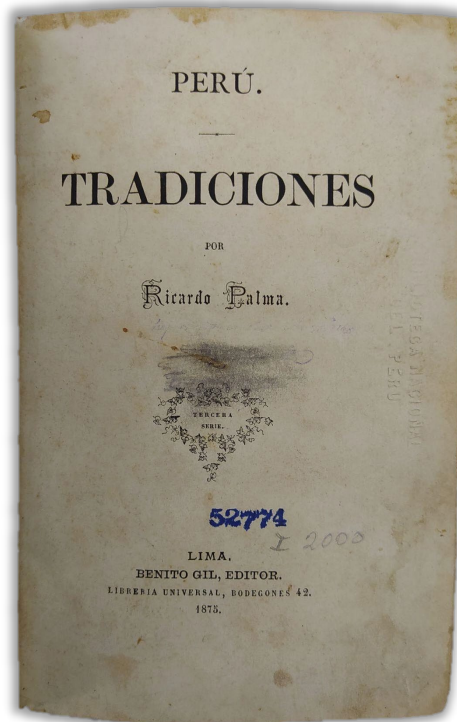 PERÚ.
TRADICIONES
POR
Ricardo Palma.
TERCERA
SERIE.
52774
I 2000
LIMA.
BENITO GIL, EDITOR.
LIBRERIA UNIVERSAL, BODEGONES 42.
1875.